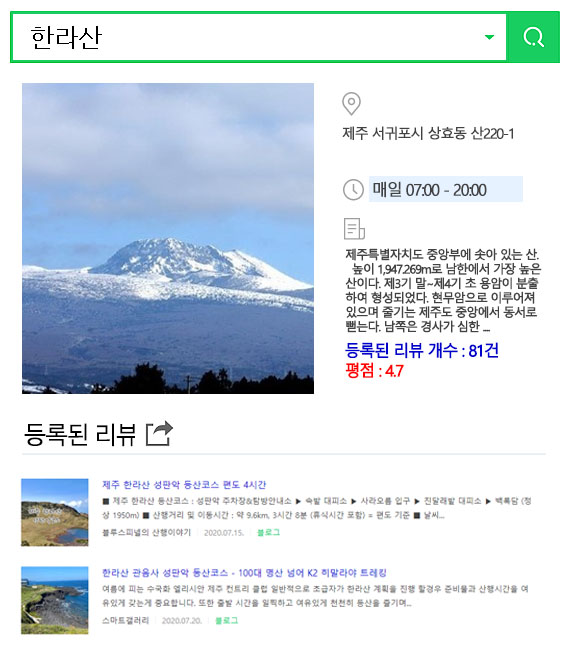 한라산
제주 서귀포시 상효동 산220-1
매일 07:00 - 20:00
제주특별자치도 중앙부에 솟아 있는 산.
높이 1,947.269m로 남한에서 가장 높은
산이다. 제3기 말~제4기 초 용암이 분출
하여 형성되었다. 현무암으로 이루어져
있으며 줄기는 제주도 중앙에서 동서로
뻗는다. 남쪽은 경사가 심한 ...
등록된 리뷰 개수 : 81건
평점 : 4.7
등록된 리뷰
제주 한라산 성판악 등산코스 편도 4시간
■ 제주 한라산 등산코스 : 성판악 주차장&탐방안내소 ▶ 속밭 대피소 ▶ 사라오름 입구 ▶ 진달래밭 대피소 ▶ 백록담 (정
상 1950m) ■ 산행거리 및 이동시간 : 약 9.6km, 3시간 8분 (휴식시간 포함) = 편도 기준 ■ 날씨...
블루스피넬의 산행이야기 2020.07.15. 블로그
한라산 관음사 성판악 등산코스 - 100대 명산 넘어 K2 히말라야 트레킹
여름에 피는 수국화 엘리시안 제주 컨트리 클럽 일반적으로 초급자가 한라산 계획을 진행 할경우 준비물과 산행시간을 여
유있게 갖는게 중요합니다. 또한 출발 시간을 일찍하고 여유있게 천천히 등산을 즐기며...
스마트갤러리 2020.07.20. 블로그